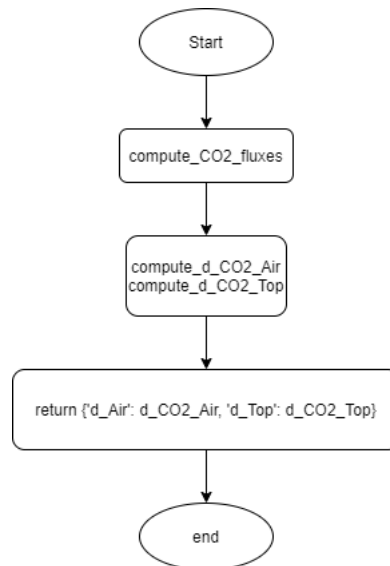 Start
compute_CO2_fluxes
compute_d_CO2_Air
compute_d_CO2_Top
return {'d_Air': d_CO2_Air, 'd_Top': d_CO2_Top}
end